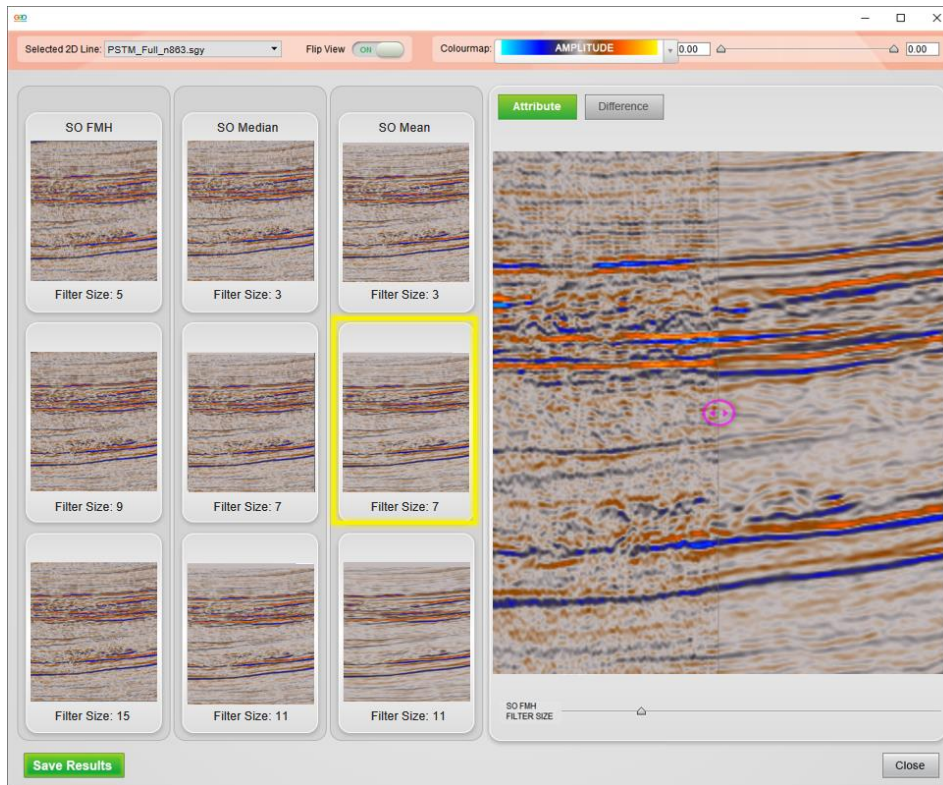 GEO
Selected 2D Line: PSTM_Full_n863.sgy Flip View ON Colourmap: AMPLITUDE 0.00 0.00
SO FMH
Filter Size: 5
Filter Size: 9
Filter Size: 15
SO Median
Filter Size: 3
Filter Size: 7
Filter Size: 11
SO Mean
Filter Size: 3
Filter Size: 7
Filter Size: 11
Attribute Difference
SO FMH
FILTER SIZE
Save Results Close